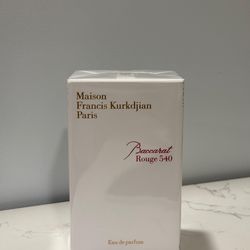 Maison
Francis Kurkdjian
Paris
Baccarat
Rouge 540
Eau de parfum